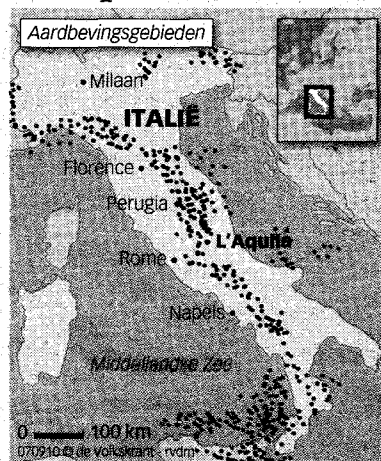 Aardbevingsgebieden
Milaan
ITALIË
Florence
Perugia
L'Aquila
Rome
Napels
Middellandse Zee
0 100 km
070910 © de Volkskrant - rvdm